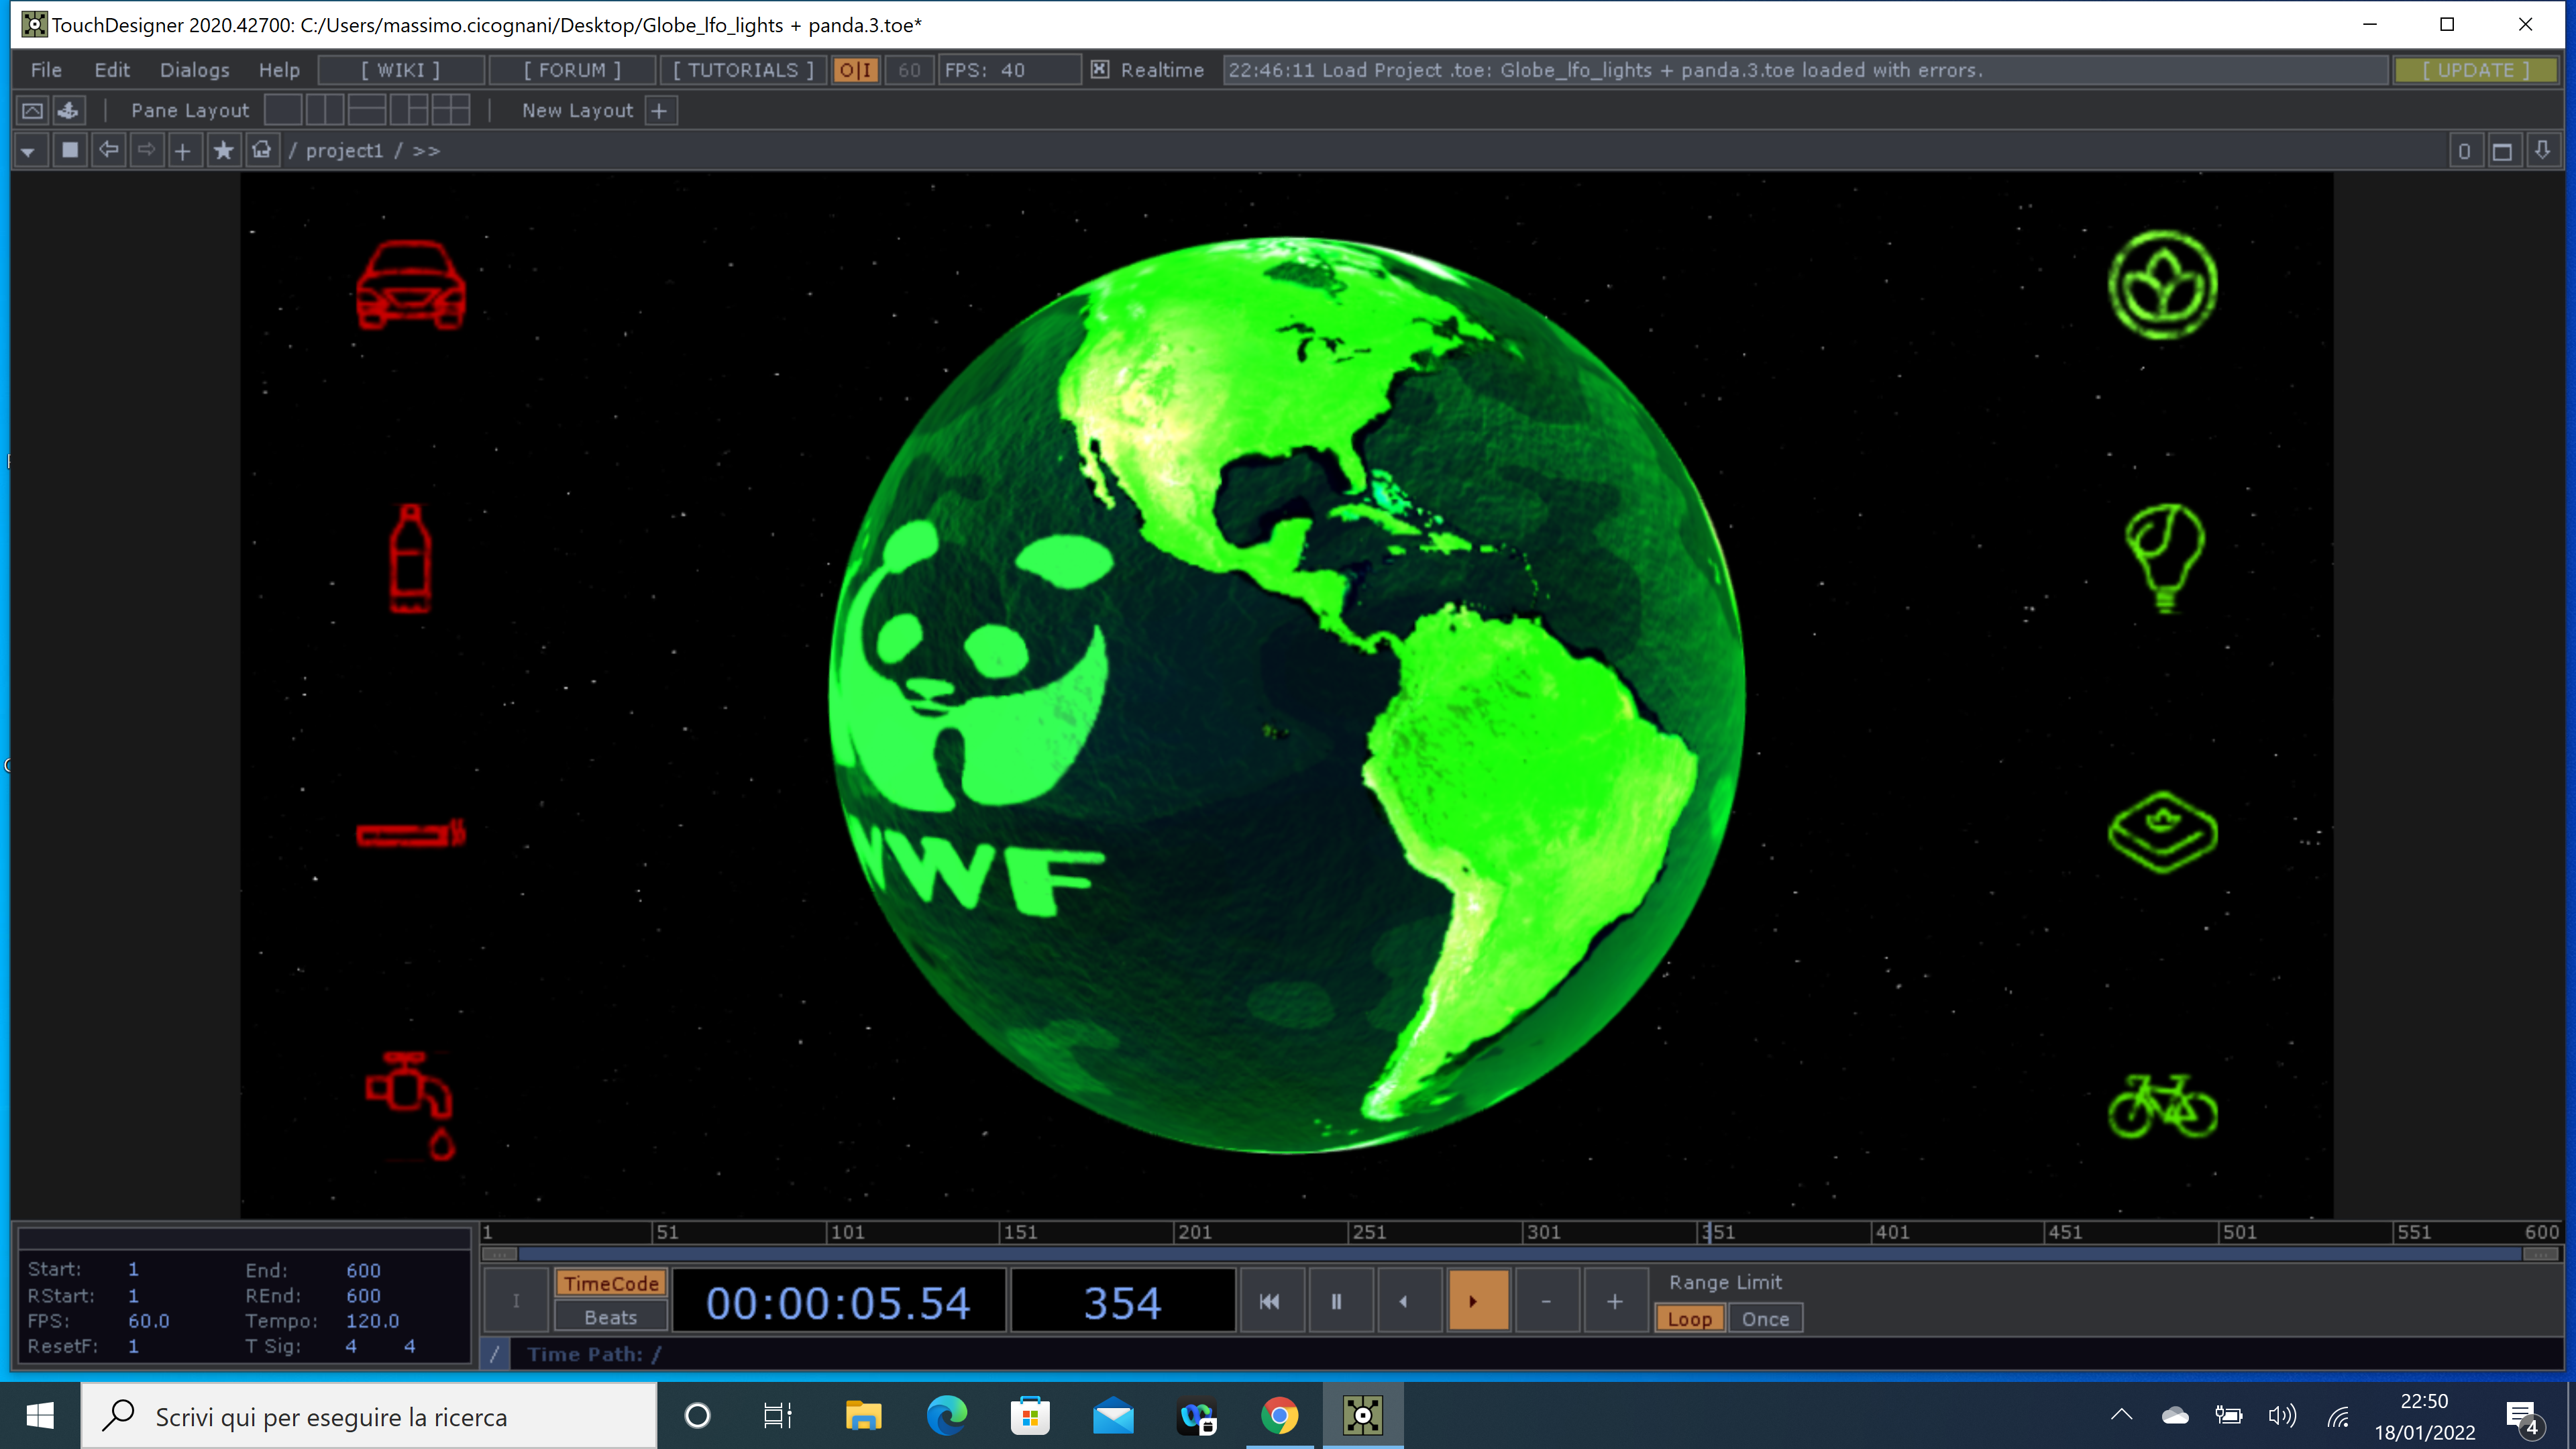 TouchDesigner 2020.42700: C:/Users/massimo.cicognani/Desktop/Globe_lfo_lights + panda.3.toe*
File Edit Dialogs Help [ WIKI ] [ FORUM ] [ TUTORIALS ] O|I 60 FPS: 40 Realtime 22:46:11 Load Project .toe: Globe_lfo_lights + panda.3.toe loaded with errors. [ UPDATE ]
Pane Layout New Layout +
/ project1 / >> 0
WWF
1 51 101 151 201 251 301 351 401 451 501 551 600
Start: 1 End: 600
RStart: 1 REnd: 600
FPS: 60.0 Tempo: 120.0
ResetF: 1 T Sig: 4 4
I TimeCode Beats 00:00:05.54 354 - + Range Limit
Loop Once
/ Time Path: /
Scrivi qui per eseguire la ricerca
22:50
18/01/2022
4